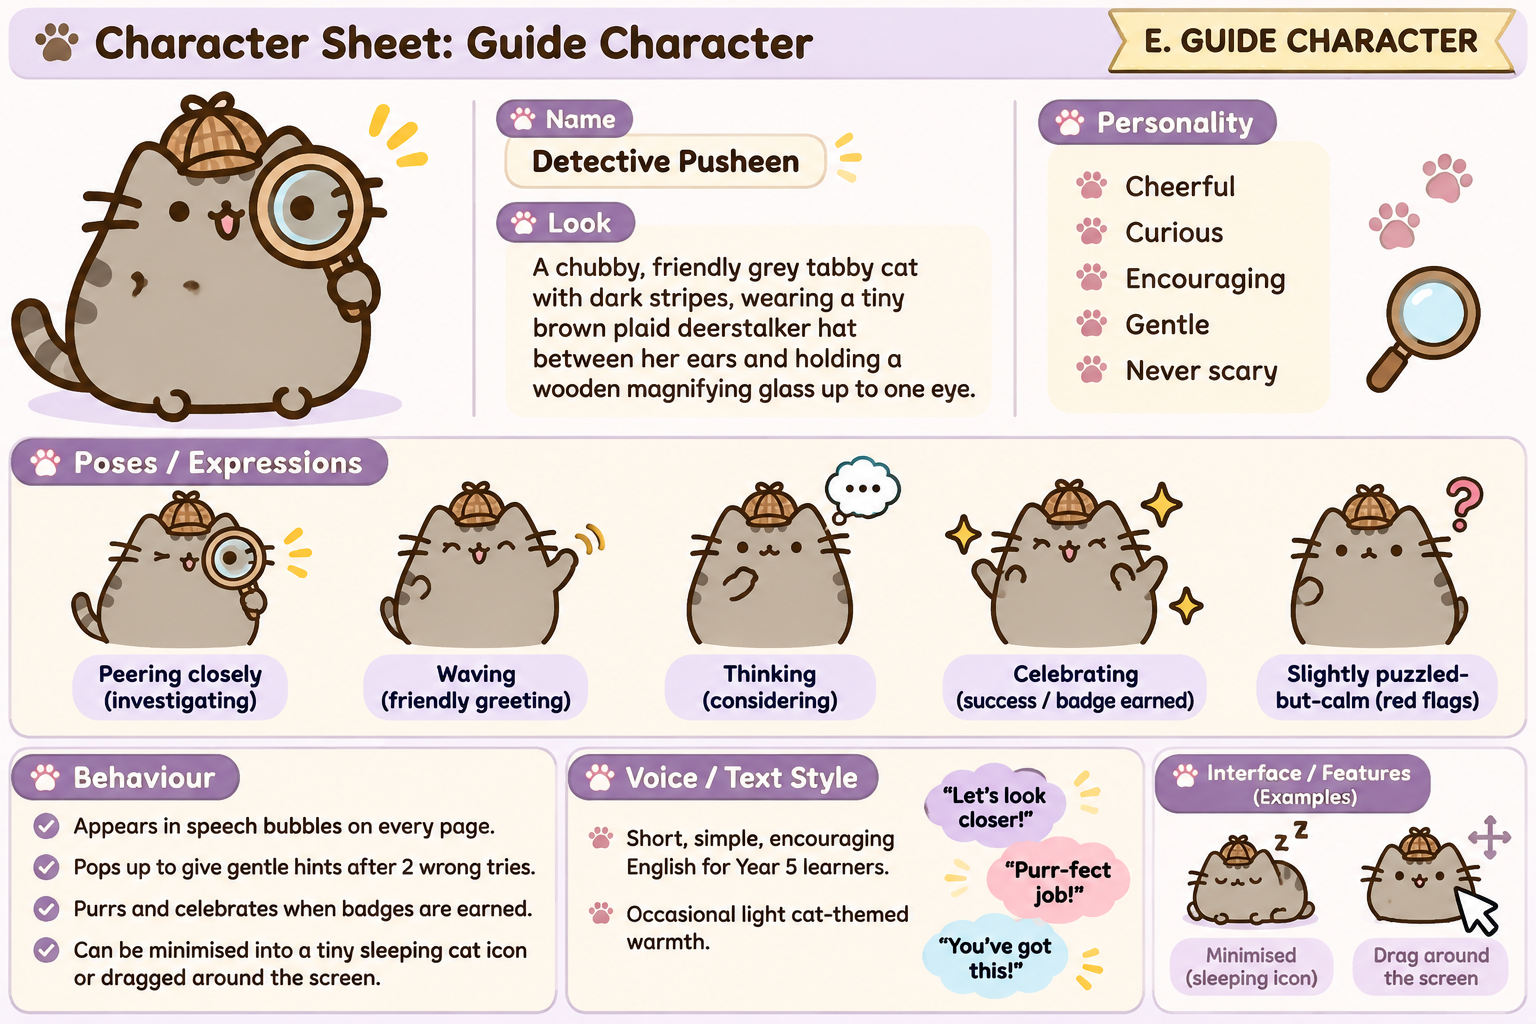 Character Sheet: Guide Character
E. GUIDE CHARACTER
Name
Detective Pusheen
Look
A chubby, friendly grey tabby cat
with dark stripes, wearing a tiny
brown plaid deerstalker hat
between her ears and holding a
wooden magnifying glass up to one eye.
Personality
Cheerful
Curious
Encouraging
Gentle
Never scary
Poses / Expressions
?
Peering closely
(investigating)
Waving
(friendly greeting)
Thinking
(considering)
Celebrating
(success / badge earned)
Slightly puzzled-
but-calm (red flags)
Behaviour
Appears in speech bubbles on every page.
Pops up to give gentle hints after 2 wrong tries.
Purrs and celebrates when badges are earned.
Can be minimised into a tiny sleeping cat icon
or dragged around the screen.
Voice / Text Style
Short, simple, encouraging
English for Year 5 learners.
Occasional light cat-themed
warmth.
“Let’s look
closer!”
“Purr-fect
job!”
“You’ve got
this!”
Interface / Features
(Examples)
z z
Minimised
(sleeping icon)
Drag around
the screen